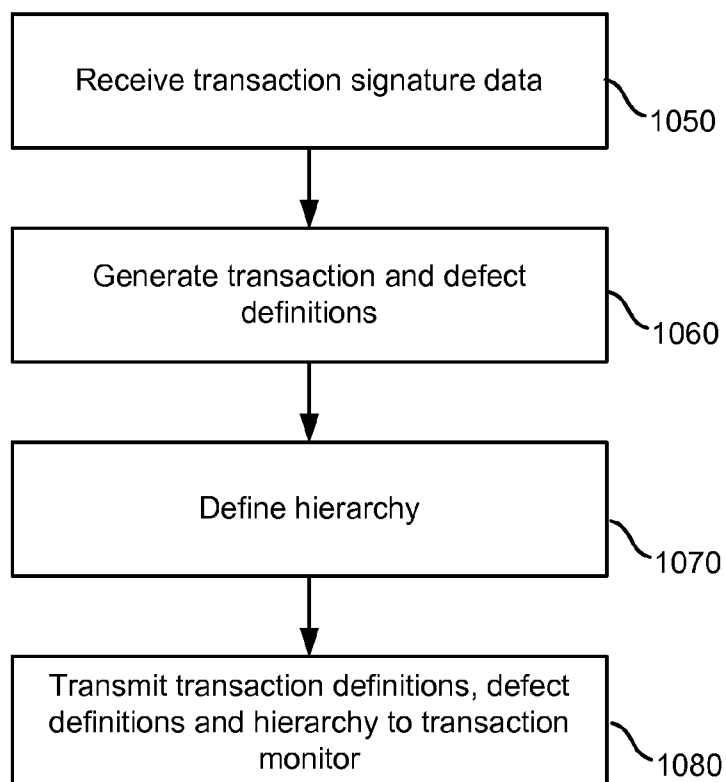 Receive transaction signature data
1050
Generate transaction and defect
definitions
1060
Define hierarchy
1070
Transmit transaction definitions, defect
definitions and hierarchy to transaction
monitor
1080